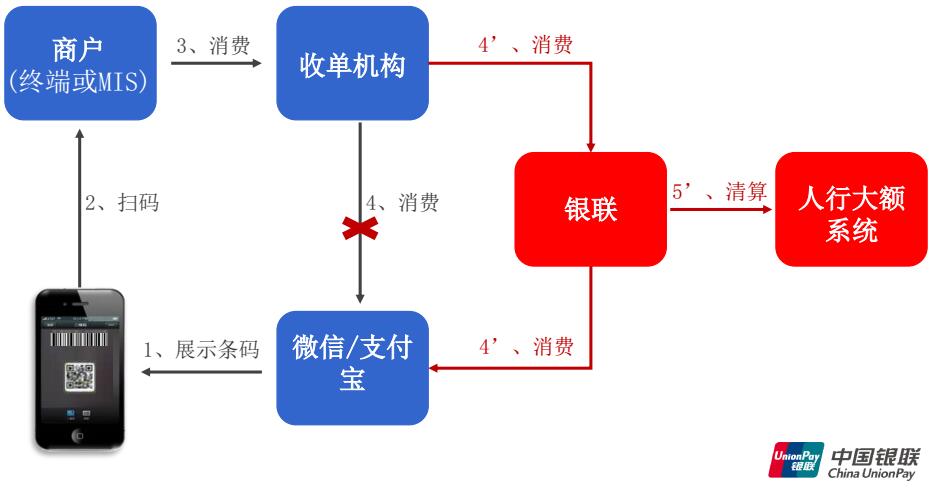 商户
(终端或MIS)
3、消费
收单机构
4’、消费
2、扫码
4、消费
银联
5’、清算
人行大额
系统
1、展示条码
微信/支付
宝
4’、消费
UnionPay
银联
中国银联
China UnionPay